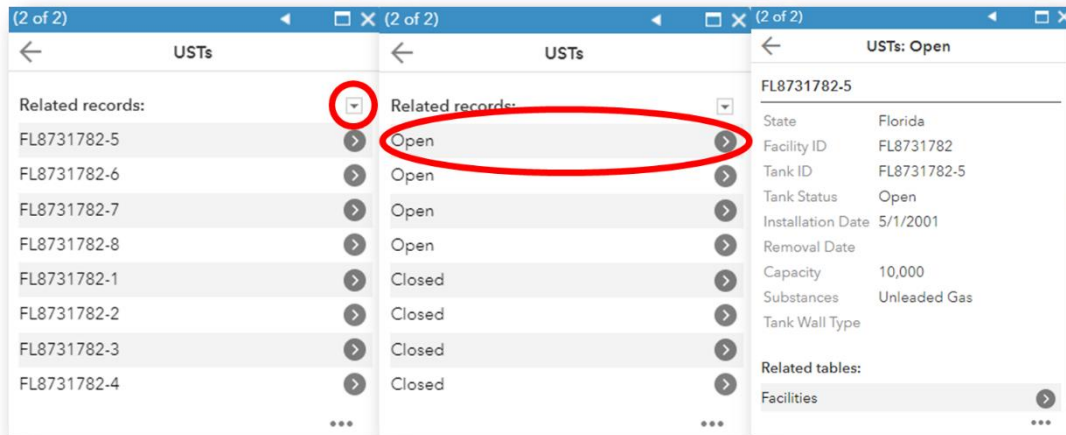 (2 of 2)
USTs
Related records:
FL8731782-5
FL8731782-6
FL8731782-7
FL8731782-8
FL8731782-1
FL8731782-2
FL8731782-3
FL8731782-4
(2 of 2)
USTs
Related records:
Open
Open
Open
Open
Closed
Closed
Closed
Closed
(2 of 2)
USTs: Open
FL8731782-5
State Florida
Facility ID FL8731782
Tank ID FL8731782-5
Tank Status Open
Installation Date 5/1/2001
Removal Date
Capacity 10,000
Substances Unleaded Gas
Tank Wall Type
Related tables:
Facilities